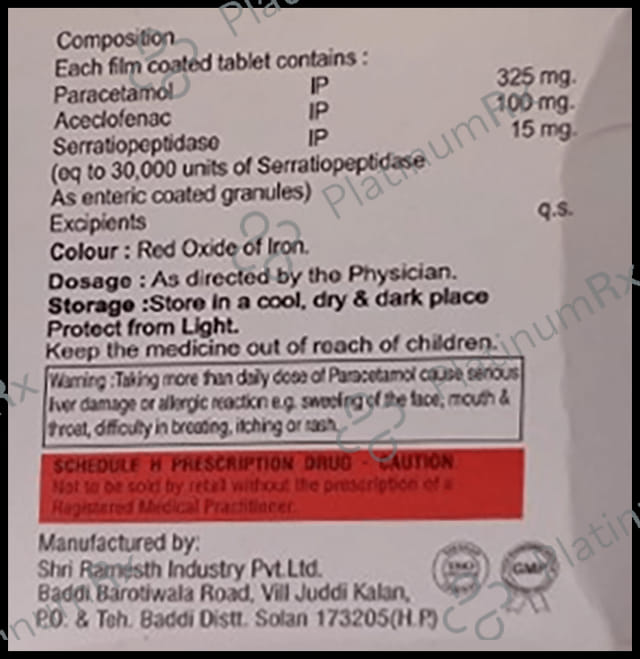 Composition
Each film coated tablet contains :
Paracetamol IP 325 mg.
Aceclofenac IP 100 mg.
Serratiopeptidase IP 15 mg.
(eq to 30,000 units of Serratiopeptidase
As enteric coated granules)
Excipients q.s.
Colour : Red Oxide of Iron.
Dosage : As directed by the Physician.
Storage :Store in a cool, dry & dark place
Protect from Light.
Keep the medicine out of reach of children.
Warning :Taking more than daily dose of Paracetamol cause serious
liver damage or allergic reaction e.g. sweeling of the face, mouth &
throat, difficulty in breating, itching or rash.
SCHEDULE H PRESCRIPTION DRUG - CAUTION
Not to be sold by retail without the prescription of a
Registered Medical Practitioner.
Manufactured by:
Shri Ramesth Industry Pvt.Ltd.
Baddi Barotiwala Road, Vill Juddi Kalan,
P.O. & Teh. Baddi Distt. Solan 173205(H.P.)
GMP
PlatinumRx